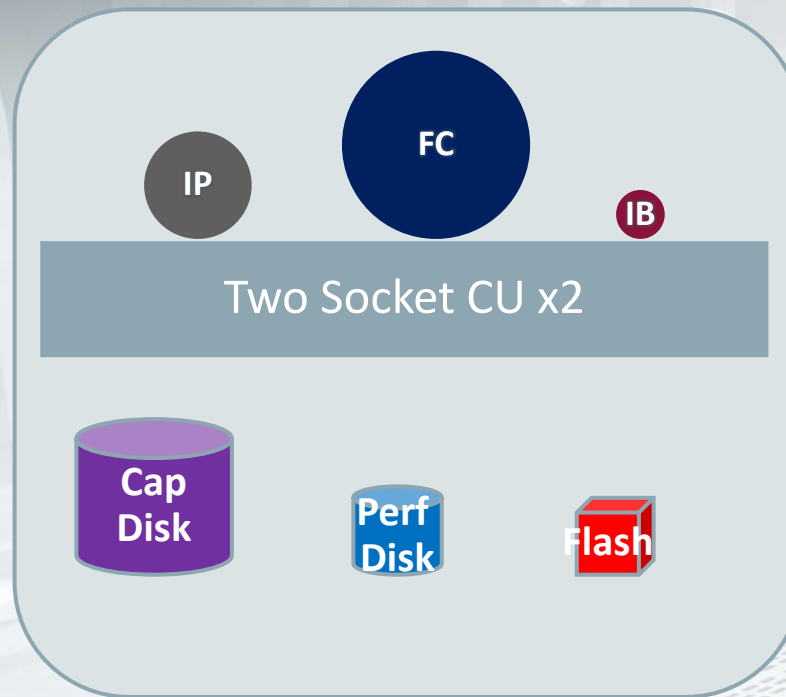 IP
FC
IB
Two Socket CU x2
Cap
Disk
Perf
Disk
Flash